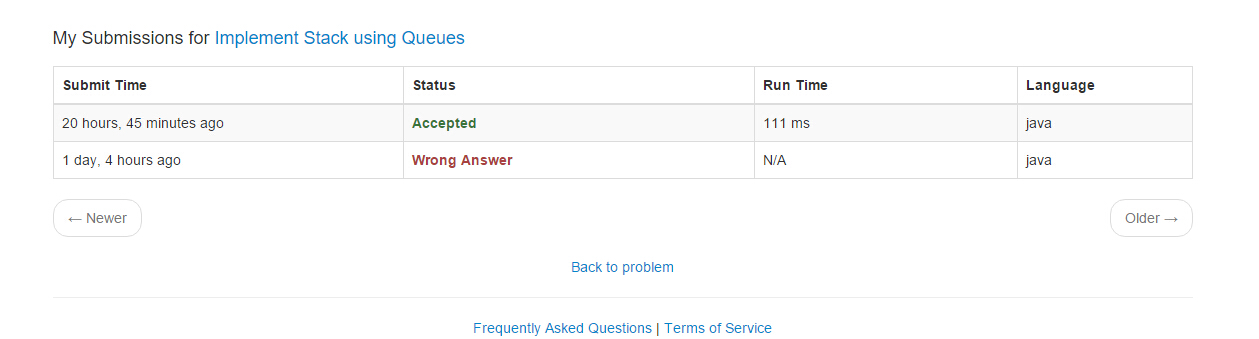 My Submissions for Implement Stack using Queues
Submit Time Status Run Time Language
20 hours, 45 minutes ago Accepted 111 ms java
1 day, 4 hours ago Wrong Answer N/A java
← Newer Older →
Back to problem
Frequently Asked Questions | Terms of Service